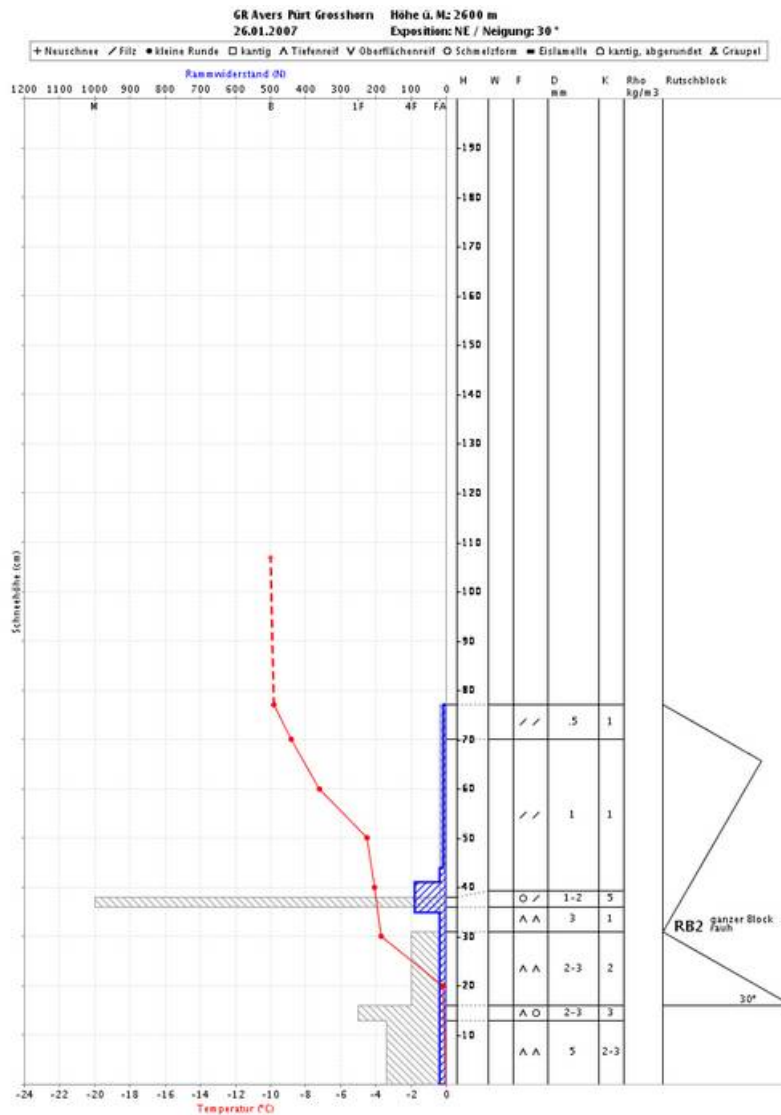 GR Avers Pürt Grosshorn Höhe ü. M.: 2600 m
26.01.2007 Exposition: NE / Neigung: 30 °
+ Neuschnee / Filz ● kleine Runde □ kantig Λ Tiefenreif V Oberflächenreif O Schmelzform ▬ Eislamelle kantig, abgerundet Graupel
Rammwiderstand (N) H W F D K Rho Rutschblock
1200 1100 1000 900 800 700 600 500 400 300 200 100 0 mm kg/m3
M B 1F 4F FA
190
180
170
160
150
140
130
120
110
100
90
80
/ / .5 1
70
60
/ / 1 1
50
40
O / 1-2 5
Λ Λ 3 1
RB2 ganzer Block
rauh
30
Λ Λ 2-3 2
20
30°
Λ O 2-3 3
10
Λ Λ 5 2-3
Schneehöhe (cm)
-24 -22 -20 -18 -16 -14 -12 -10 -8 -6 -4 -2 0
Temperatur (°C)